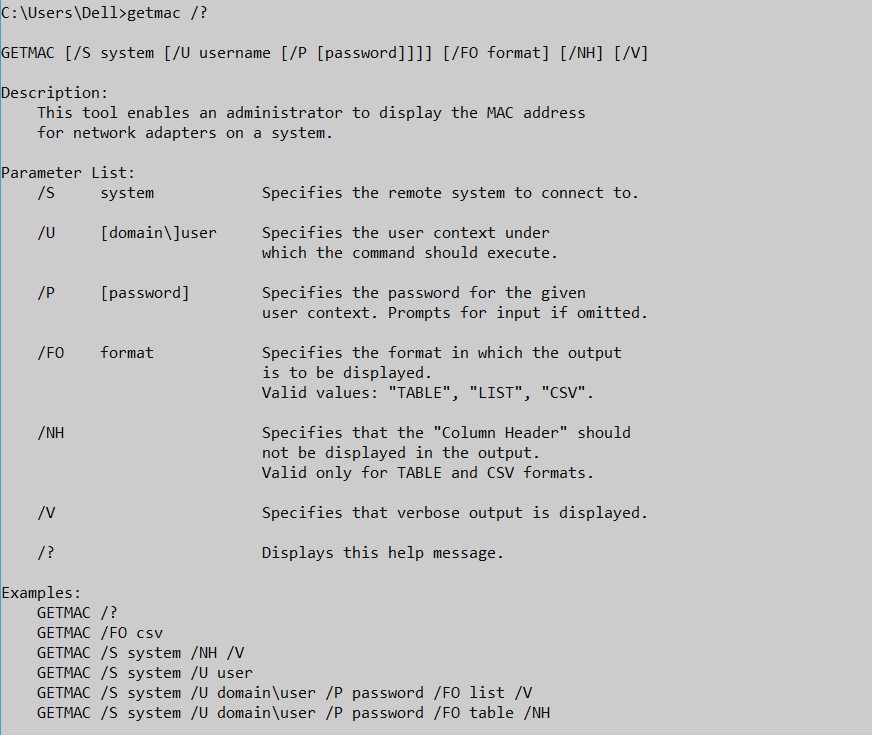 C:\Users\Dell>getmac /?
GETMAC [/S system [/U username [/P [password]]]] [/FO format] [/NH] [/V]
Description:
This tool enables an administrator to display the MAC address
for network adapters on a system.
Parameter List:
/S system Specifies the remote system to connect to.
/U [domain\]user Specifies the user context under
which the command should execute.
/P [password] Specifies the password for the given
user context. Prompts for input if omitted.
/FO format Specifies the format in which the output
is to be displayed.
Valid values: "TABLE", "LIST", "CSV".
/NH Specifies that the "Column Header" should
not be displayed in the output.
Valid only for TABLE and CSV formats.
/V Specifies that verbose output is displayed.
/? Displays this help message.
Examples:
GETMAC /?
GETMAC /FO csv
GETMAC /S system /NH /V
GETMAC /S system /U user
GETMAC /S system /U domain\user /P password /FO list /V
GETMAC /S system /U domain\user /P password /FO table /NH